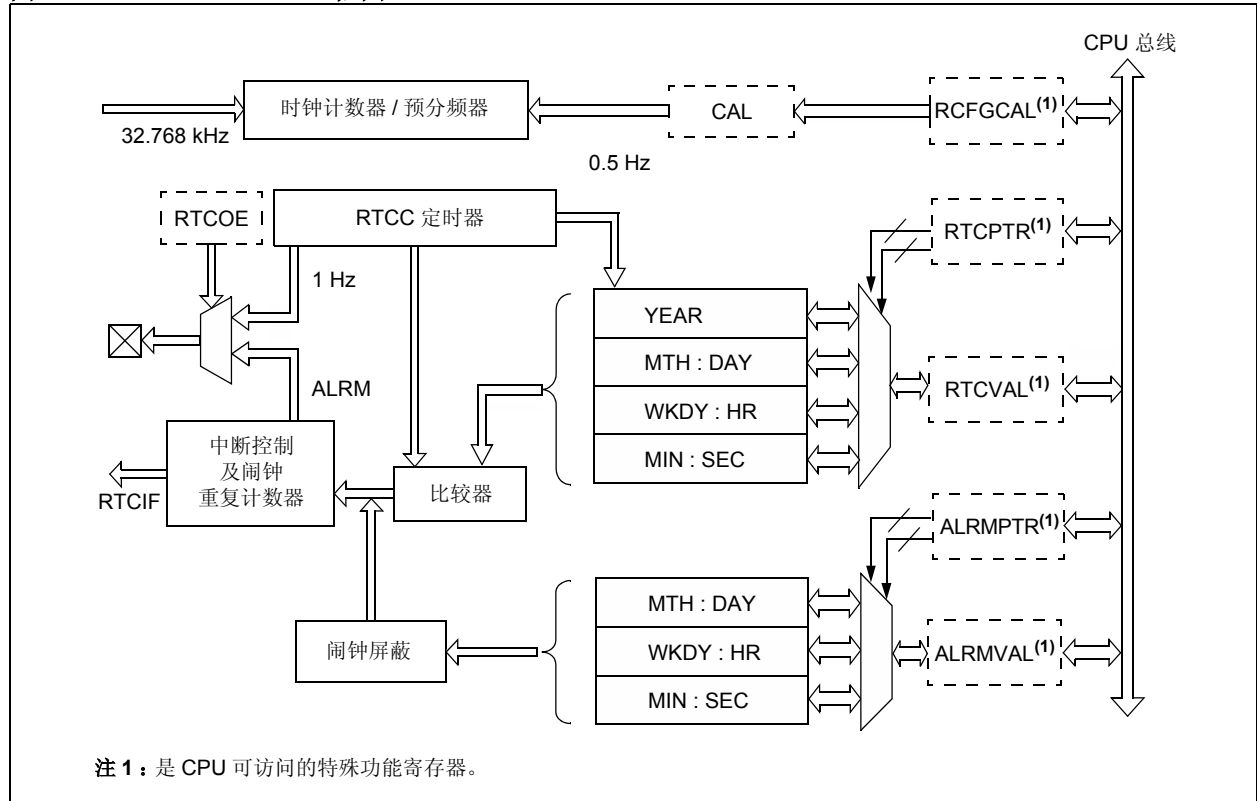 CPU 总线
时钟计数器 / 预分频器
CAL
RCFGCAL(1)
32.768 kHz
0.5 Hz
RTCOE
RTCC 定时器
RTCPTR(1)
1 Hz
YEAR
MTH : DAY
WKDY : HR
MIN : SEC
RTCVAL(1)
ALRM
中断控制
及闹钟
重复计数器
RTCIF
比较器
ALRMPTR(1)
闹钟屏蔽
MTH : DAY
WKDY : HR
MIN : SEC
ALRMVAL(1)
注 1：是 CPU 可访问的特殊功能寄存器。